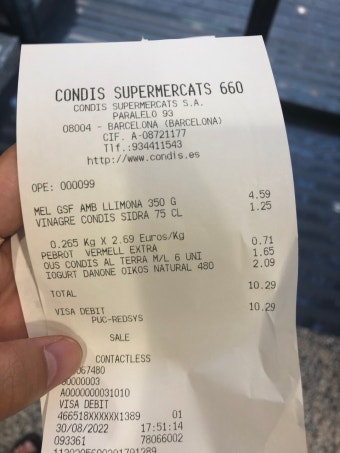 CONDIS SUPERMERCATS 660
CONDIS SUPERMERCATS S.A.
PARALELO 93
08004 - BARCELONA (BARCELONA)
CIF. A-08721177
Tlf.:934411543
http://www.condis.es
OPE: 000099
MEL GSF AMB LLIMONA 350 G 4.59
VINAGRE CONDIS SIDRA 75 CL 1.25
0.265 Kg X 2.69 Euros/Kg
PEBROT VERMELL EXTRA 0.71
OUS CONDIS AL TERRA M/L 6 UNI 1.65
IOGURT DANONE OIKOS NATURAL 480 2.09
TOTAL 10.29
VISA DEBIT 10.29
PUC-REDSYS
SALE
CONTACTLESS
067480
00000003
A0000000031010
VISA DEBIT
466518XXXXXX1389 01
30/08/2022 17:51:14
093361 78066002